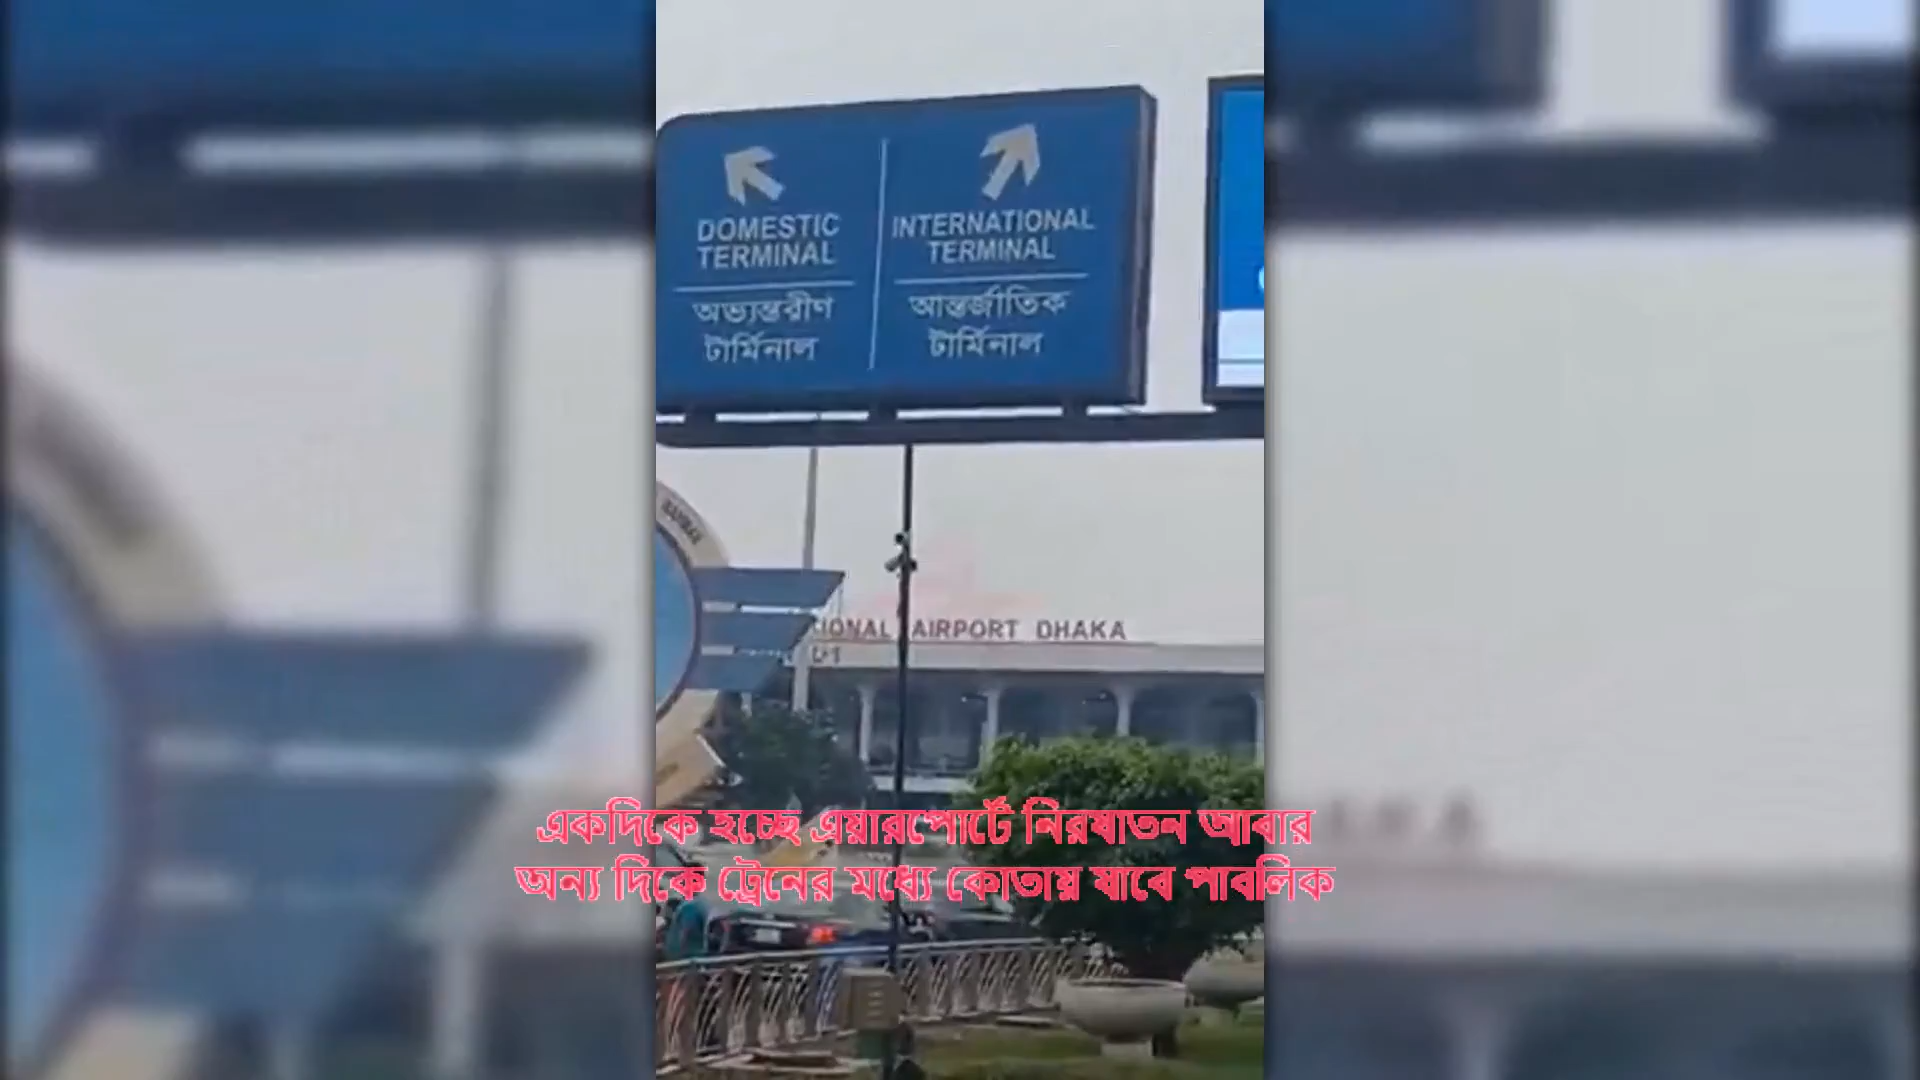 DOMESTIC
TERMINAL
অভ্যন্তরীণ
টার্মিনাল
INTERNATIONAL
TERMINAL
আন্তর্জাতিক
টার্মিনাল
IONAL AIRPORT DHAKA
একদিকে হচ্ছে এয়ারপোর্টে নিরযাতন আবার
অন্য দিকে ট্রেনের মধ্যে কোতায় যাবে পাবলিক